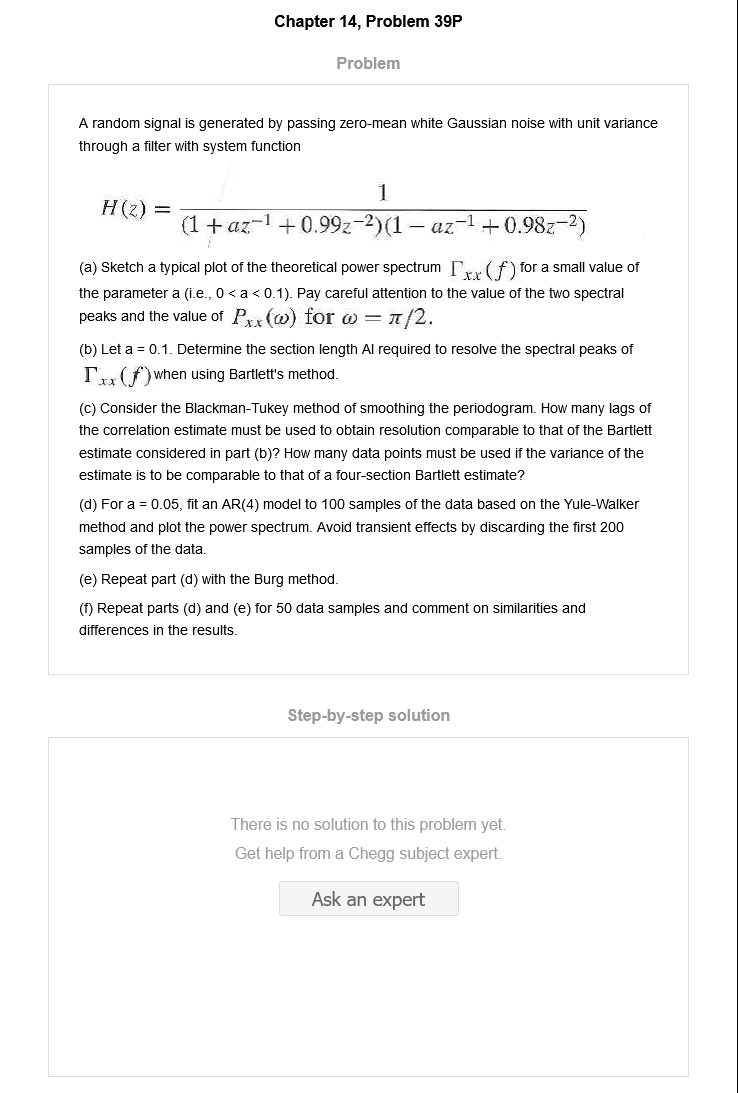 Chapter 14, Problem 39P
Problem
A random signal is generated by passing zero-mean white Gaussian noise with unit variance
through a filter with system function
H(z) = 1 / (1 + az⁻¹ + 0.99z⁻²)(1 − az⁻¹ + 0.98z⁻²)
(a) Sketch a typical plot of the theoretical power spectrum Γxx(f) for a small value of
the parameter a (i.e., 0 < a < 0.1). Pay careful attention to the value of the two spectral
peaks and the value of Pxx(ω) for ω = π/2.
(b) Let a = 0.1. Determine the section length Al required to resolve the spectral peaks of
Γxx(f) when using Bartlett's method.
(c) Consider the Blackman-Tukey method of smoothing the periodogram. How many lags of
the correlation estimate must be used to obtain resolution comparable to that of the Bartlett
estimate considered in part (b)? How many data points must be used if the variance of the
estimate is to be comparable to that of a four-section Bartlett estimate?
(d) For a = 0.05, fit an AR(4) model to 100 samples of the data based on the Yule-Walker
method and plot the power spectrum. Avoid transient effects by discarding the first 200
samples of the data.
(e) Repeat part (d) with the Burg method.
(f) Repeat parts (d) and (e) for 50 data samples and comment on similarities and
differences in the results.
Step-by-step solution
There is no solution to this problem yet.
Get help from a Chegg subject expert.
Ask an expert